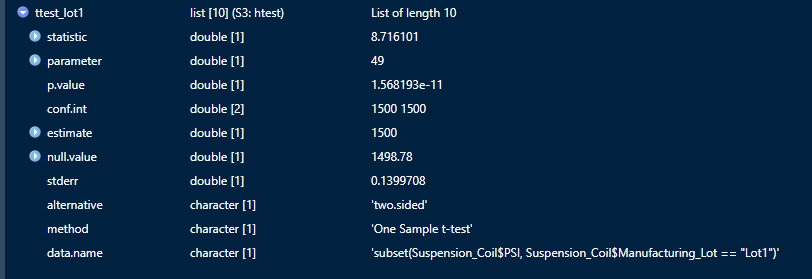 ttest_lot1 list [10] (S3: htest) List of length 10
statistic double [1] 8.716101
parameter double [1] 49
p.value double [1] 1.568193e-11
conf.int double [2] 1500 1500
estimate double [1] 1500
null.value double [1] 1498.78
stderr double [1] 0.1399708
alternative character [1] 'two.sided'
method character [1] 'One Sample t-test'
data.name character [1] 'subset(Suspension_Coil$PSI, Suspension_Coil$Manufacturing_Lot == "Lot1")'